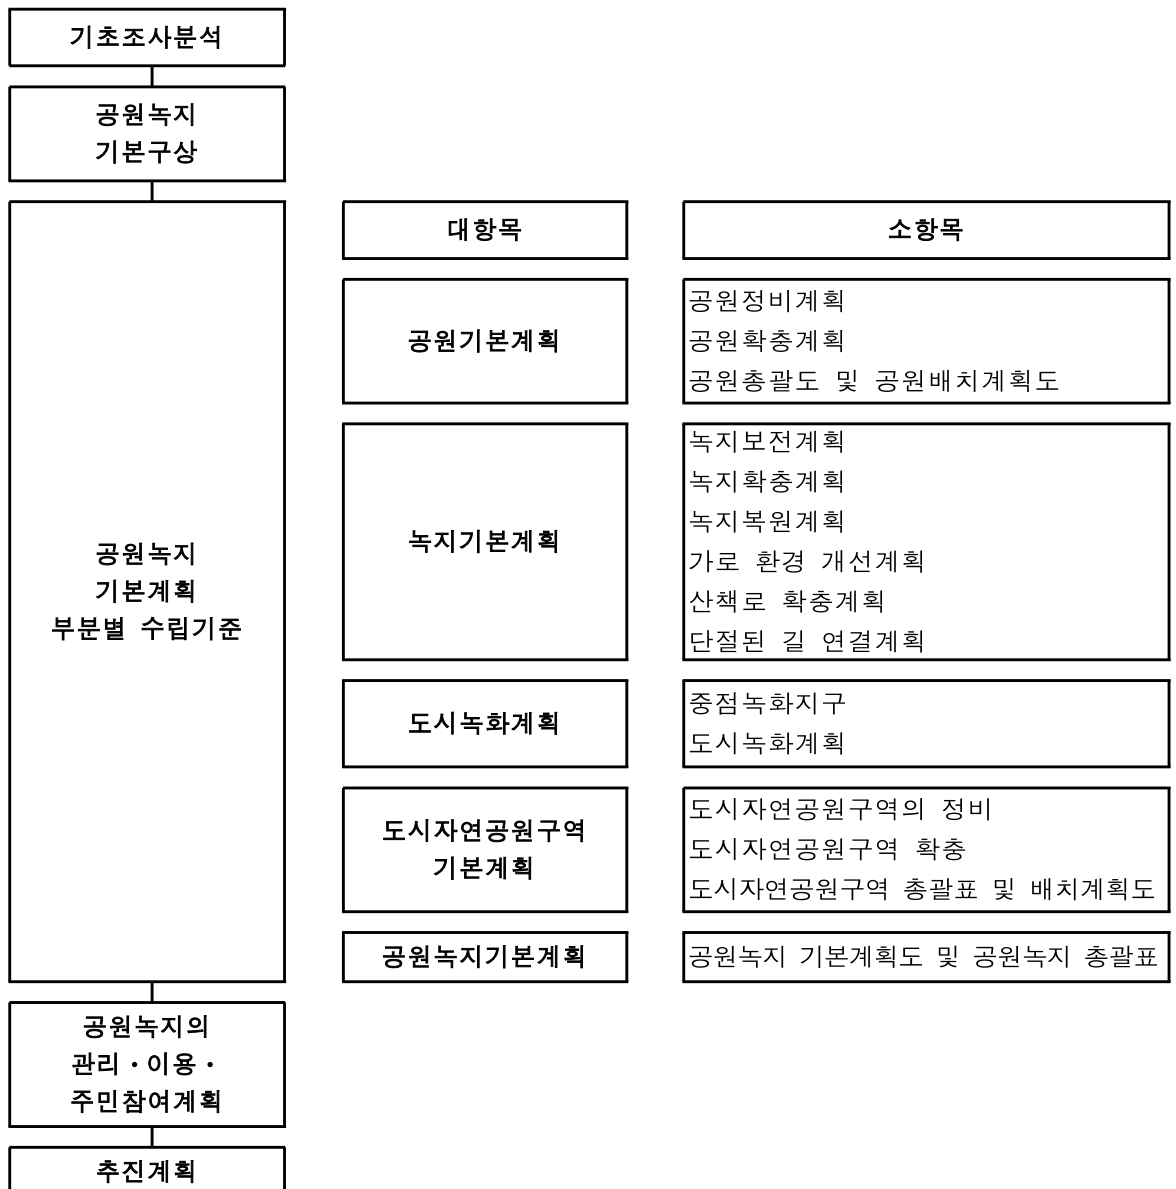 기초조사분석
공원녹지
기본구상
대항목
소항목
공원녹지
기본계획
부분별 수립기준
공원기본계획
공원정비계획
공원확충계획
공원총괄도 및 공원배치계획도
녹지기본계획
녹지보전계획
녹지확충계획
녹지복원계획
가로 환경 개선계획
산책로 확충계획
단절된 길 연결계획
도시녹화계획
중점녹화지구
도시녹화계획
도시자연공원구역
기본계획
도시자연공원구역의 정비
도시자연공원구역 확충
도시자연공원구역 총괄표 및 배치계획도
공원녹지기본계획
공원녹지 기본계획도 및 공원녹지 총괄표
공원녹지의
관리·이용·
주민참여계획
추진계획